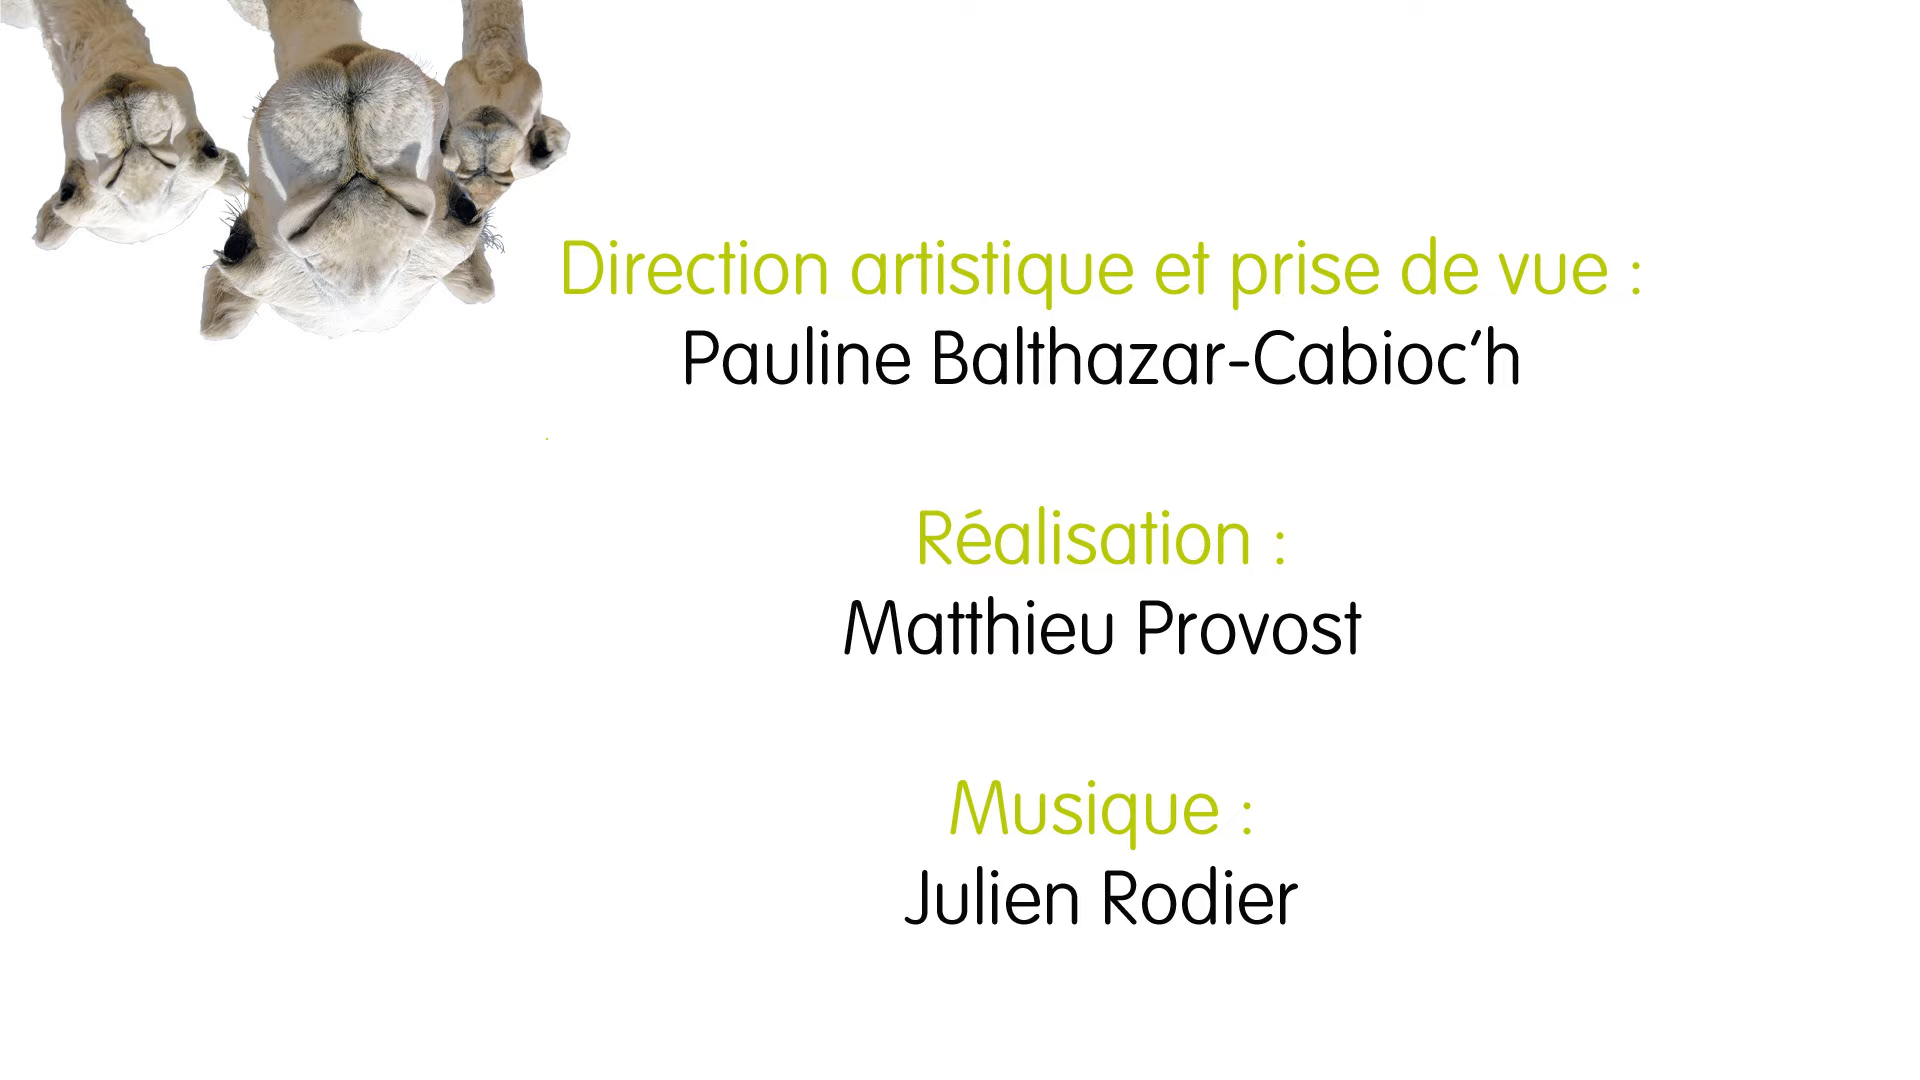 Direction artistique et prise de vue :
Pauline Balthazar-Cabioc’h
Réalisation :
Matthieu Provost
Musique :
Julien Rodier